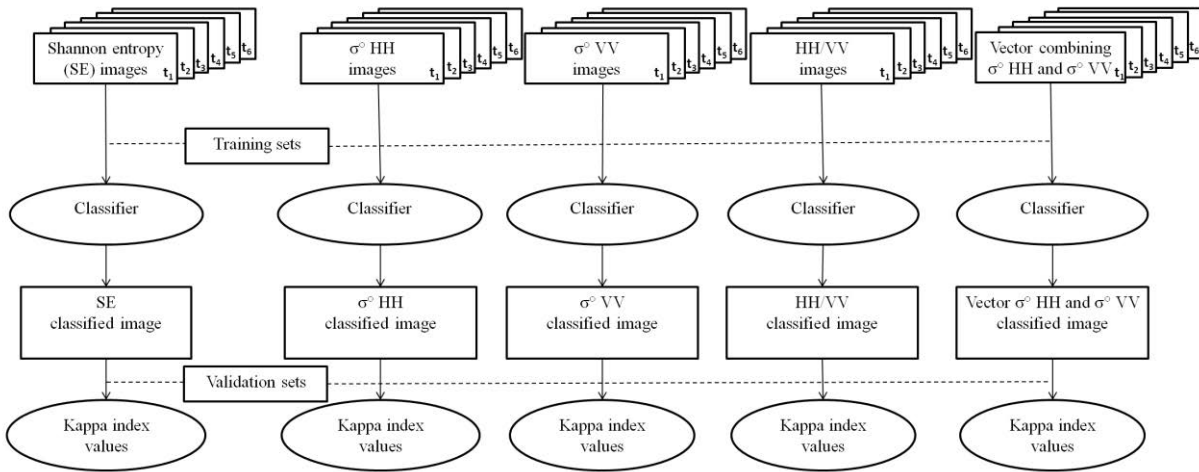 Shannon entropy
(SE) images
t1 t2 t3 t4 t5 t6
σ° HH
images
t1 t2 t3 t4 t5 t6
σ° VV
images
t1 t2 t3 t4 t5 t6
HH/VV
images
t1 t2 t3 t4 t5 t6
Vector combining
σ° HH and σ° VV
t1 t2 t3 t4 t5 t6
Training sets
Classifier
Classifier
Classifier
Classifier
Classifier
SE
classified image
σ° HH
classified image
σ° VV
classified image
HH/VV
classified image
Vector σ° HH and σ° VV
classified image
Validation sets
Kappa index
values
Kappa index
values
Kappa index
values
Kappa index
values
Kappa index
values